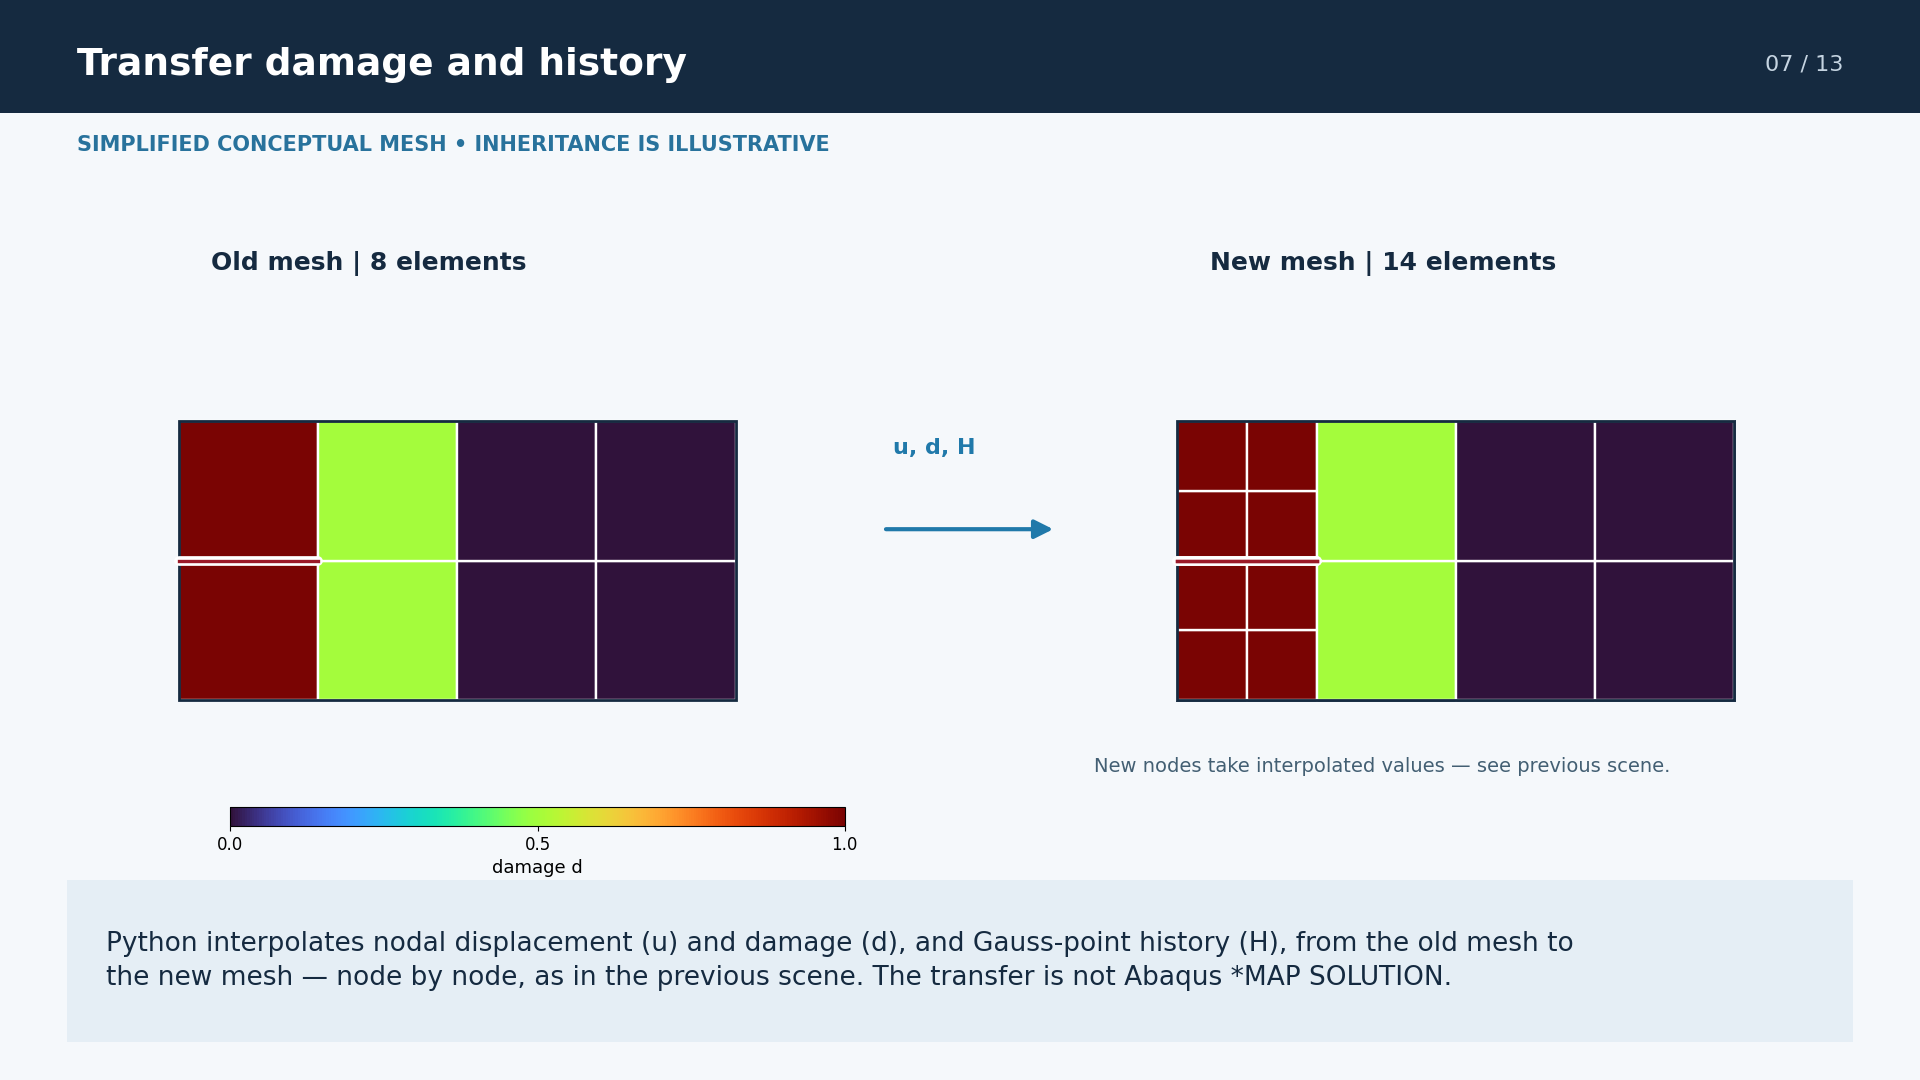 Transfer damage and history
07 / 13
SIMPLIFIED CONCEPTUAL MESH • INHERITANCE IS ILLUSTRATIVE
Old mesh | 8 elements
New mesh | 14 elements
u, d, H
New nodes take interpolated values — see previous scene.
0.0
0.5
1.0
damage d
Python interpolates nodal displacement (u) and damage (d), and Gauss-point history (H), from the old mesh to
the new mesh — node by node, as in the previous scene. The transfer is not Abaqus *MAP SOLUTION.